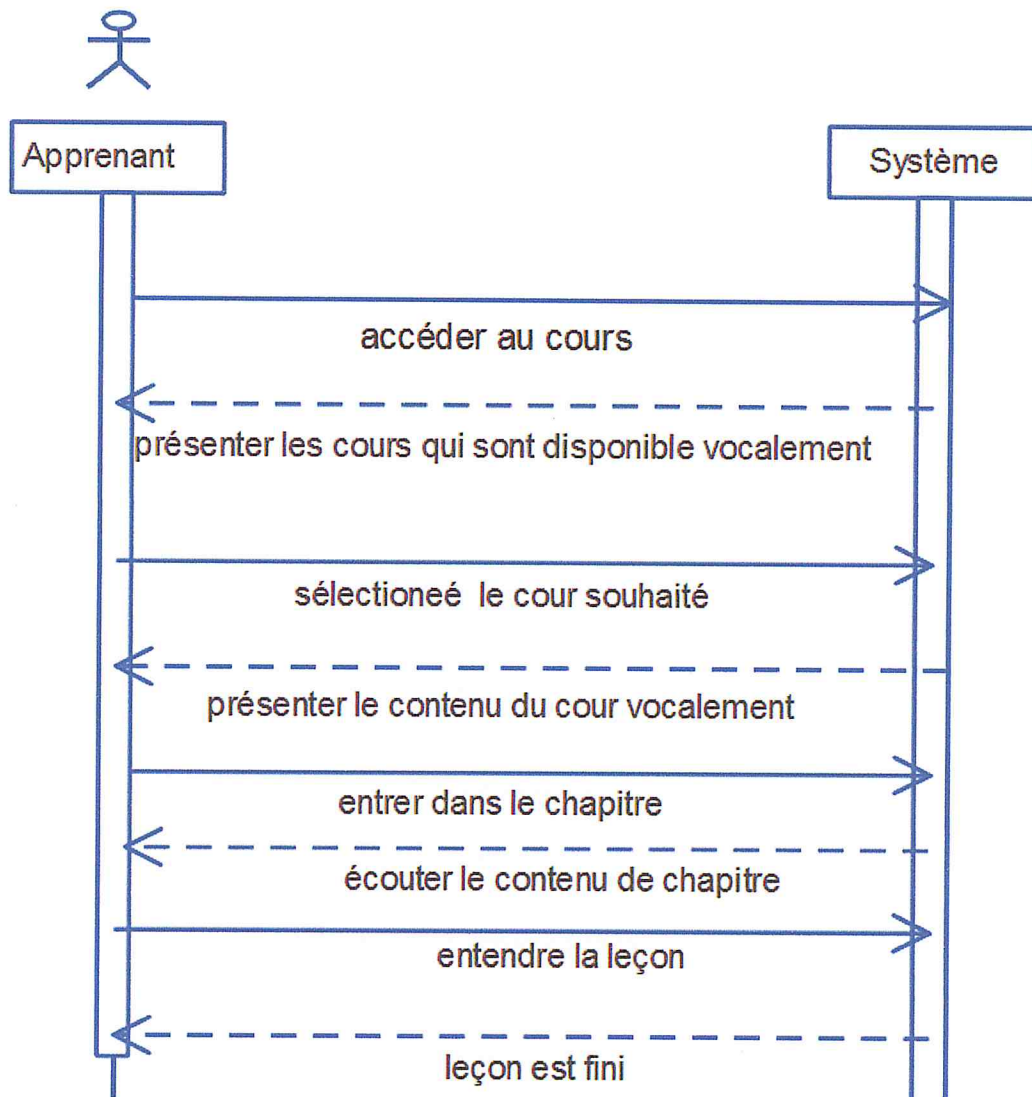 Apprenant
Système
accéder au cours
présenter les cours qui sont disponible vocalement
sélectioneé le cour souhaité
présenter le contenu du cour vocalement
entrer dans le chapitre
écouter le contenu de chapitre
entendre la leçon
leçon est fini